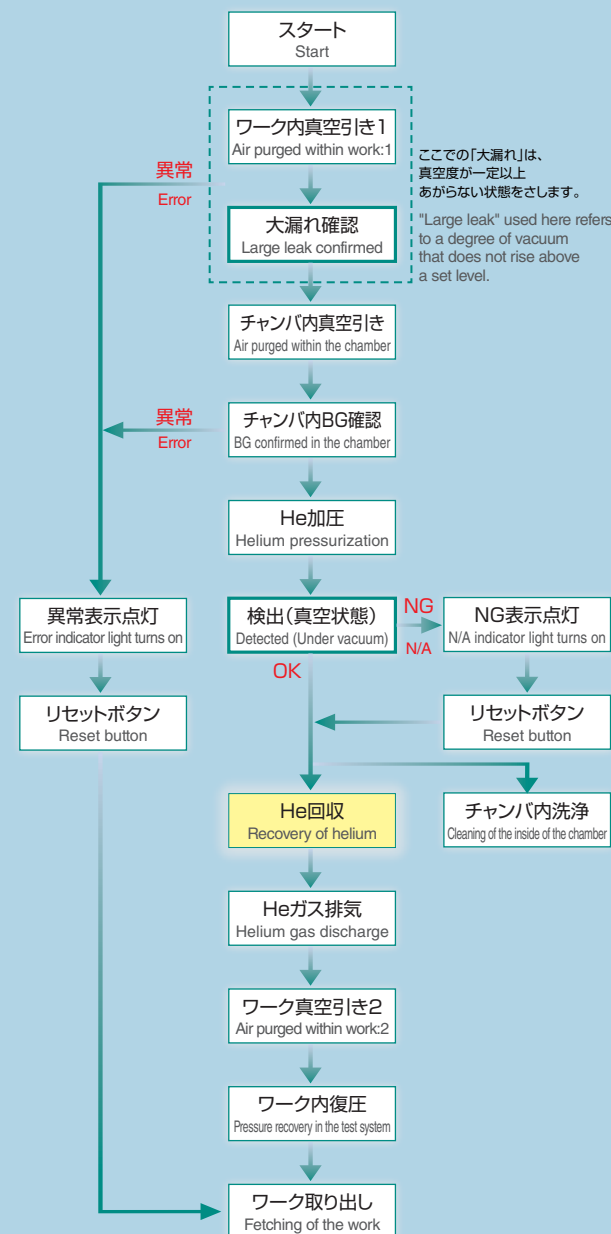 スタート
Start
ワーク内真空引き1
Air purged within work:1
ここでの「大漏れ」は、
真空度が一定以上
あがらない状態をさします。
異常
Error
大漏れ確認
Large leak confirmed
"Large leak" used here refers
to a degree of vacuum
that does not rise above
a set level.
チャンバ内真空引き
Air purged within the chamber
異常
Error
チャンバ内BG確認
BG confirmed in the chamber
He加圧
Helium pressurization
異常表示点灯
Error indicator light turns on
検出(真空状態)
Detected (Under vacuum)
NG
N/A
NG表示点灯
N/A indicator light turns on
OK
リセットボタン
Reset button
リセットボタン
Reset button
He回収
Recovery of helium
チャンバ内洗浄
Cleaning of the inside of the chamber
Heガス排気
Helium gas discharge
ワーク真空引き2
Air purged within work:2
ワーク内復圧
Pressure recovery in the test system
ワーク取り出し
Fetching of the work